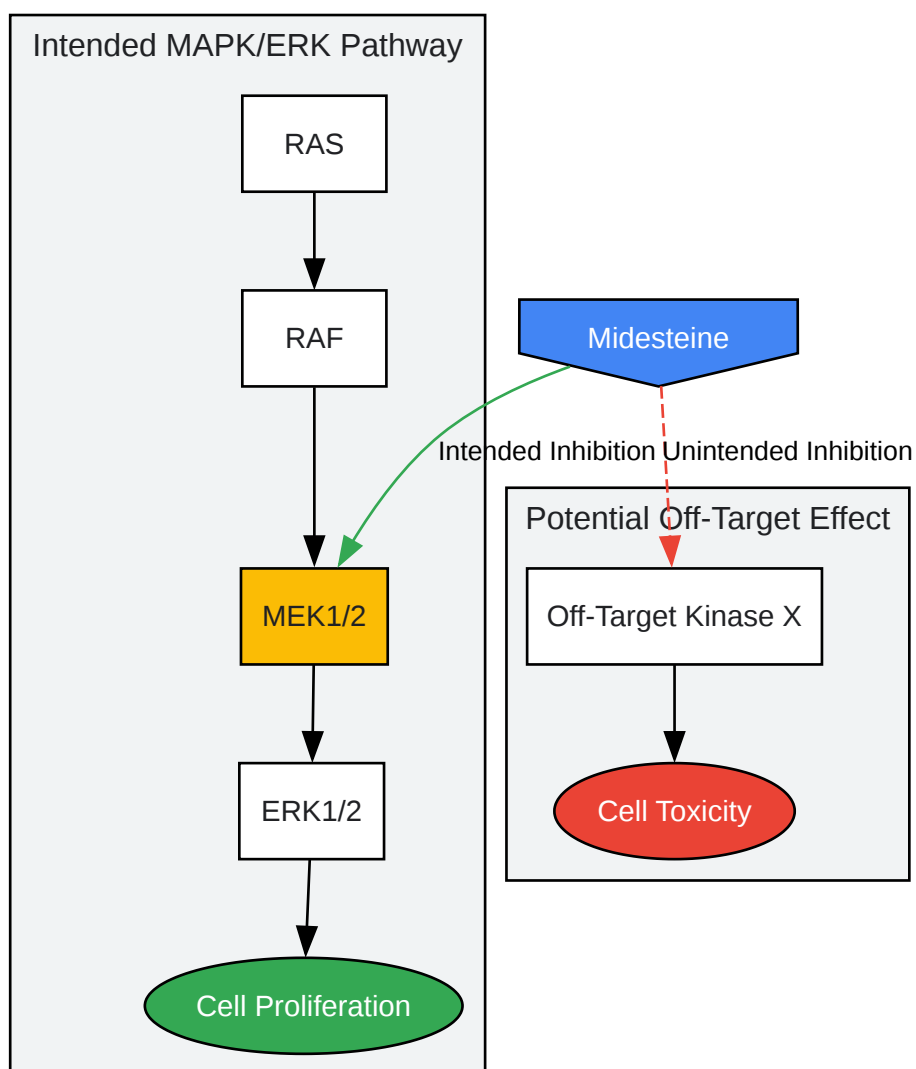 Intended MAPK/ERK Pathway
RAS
RAF
Midesteine
Intended Inhibition
Unintended Inhibition
Potential Off-Target Effect
MEK1/2
Off-Target Kinase X
ERK1/2
Cell Toxicity
Cell Proliferation